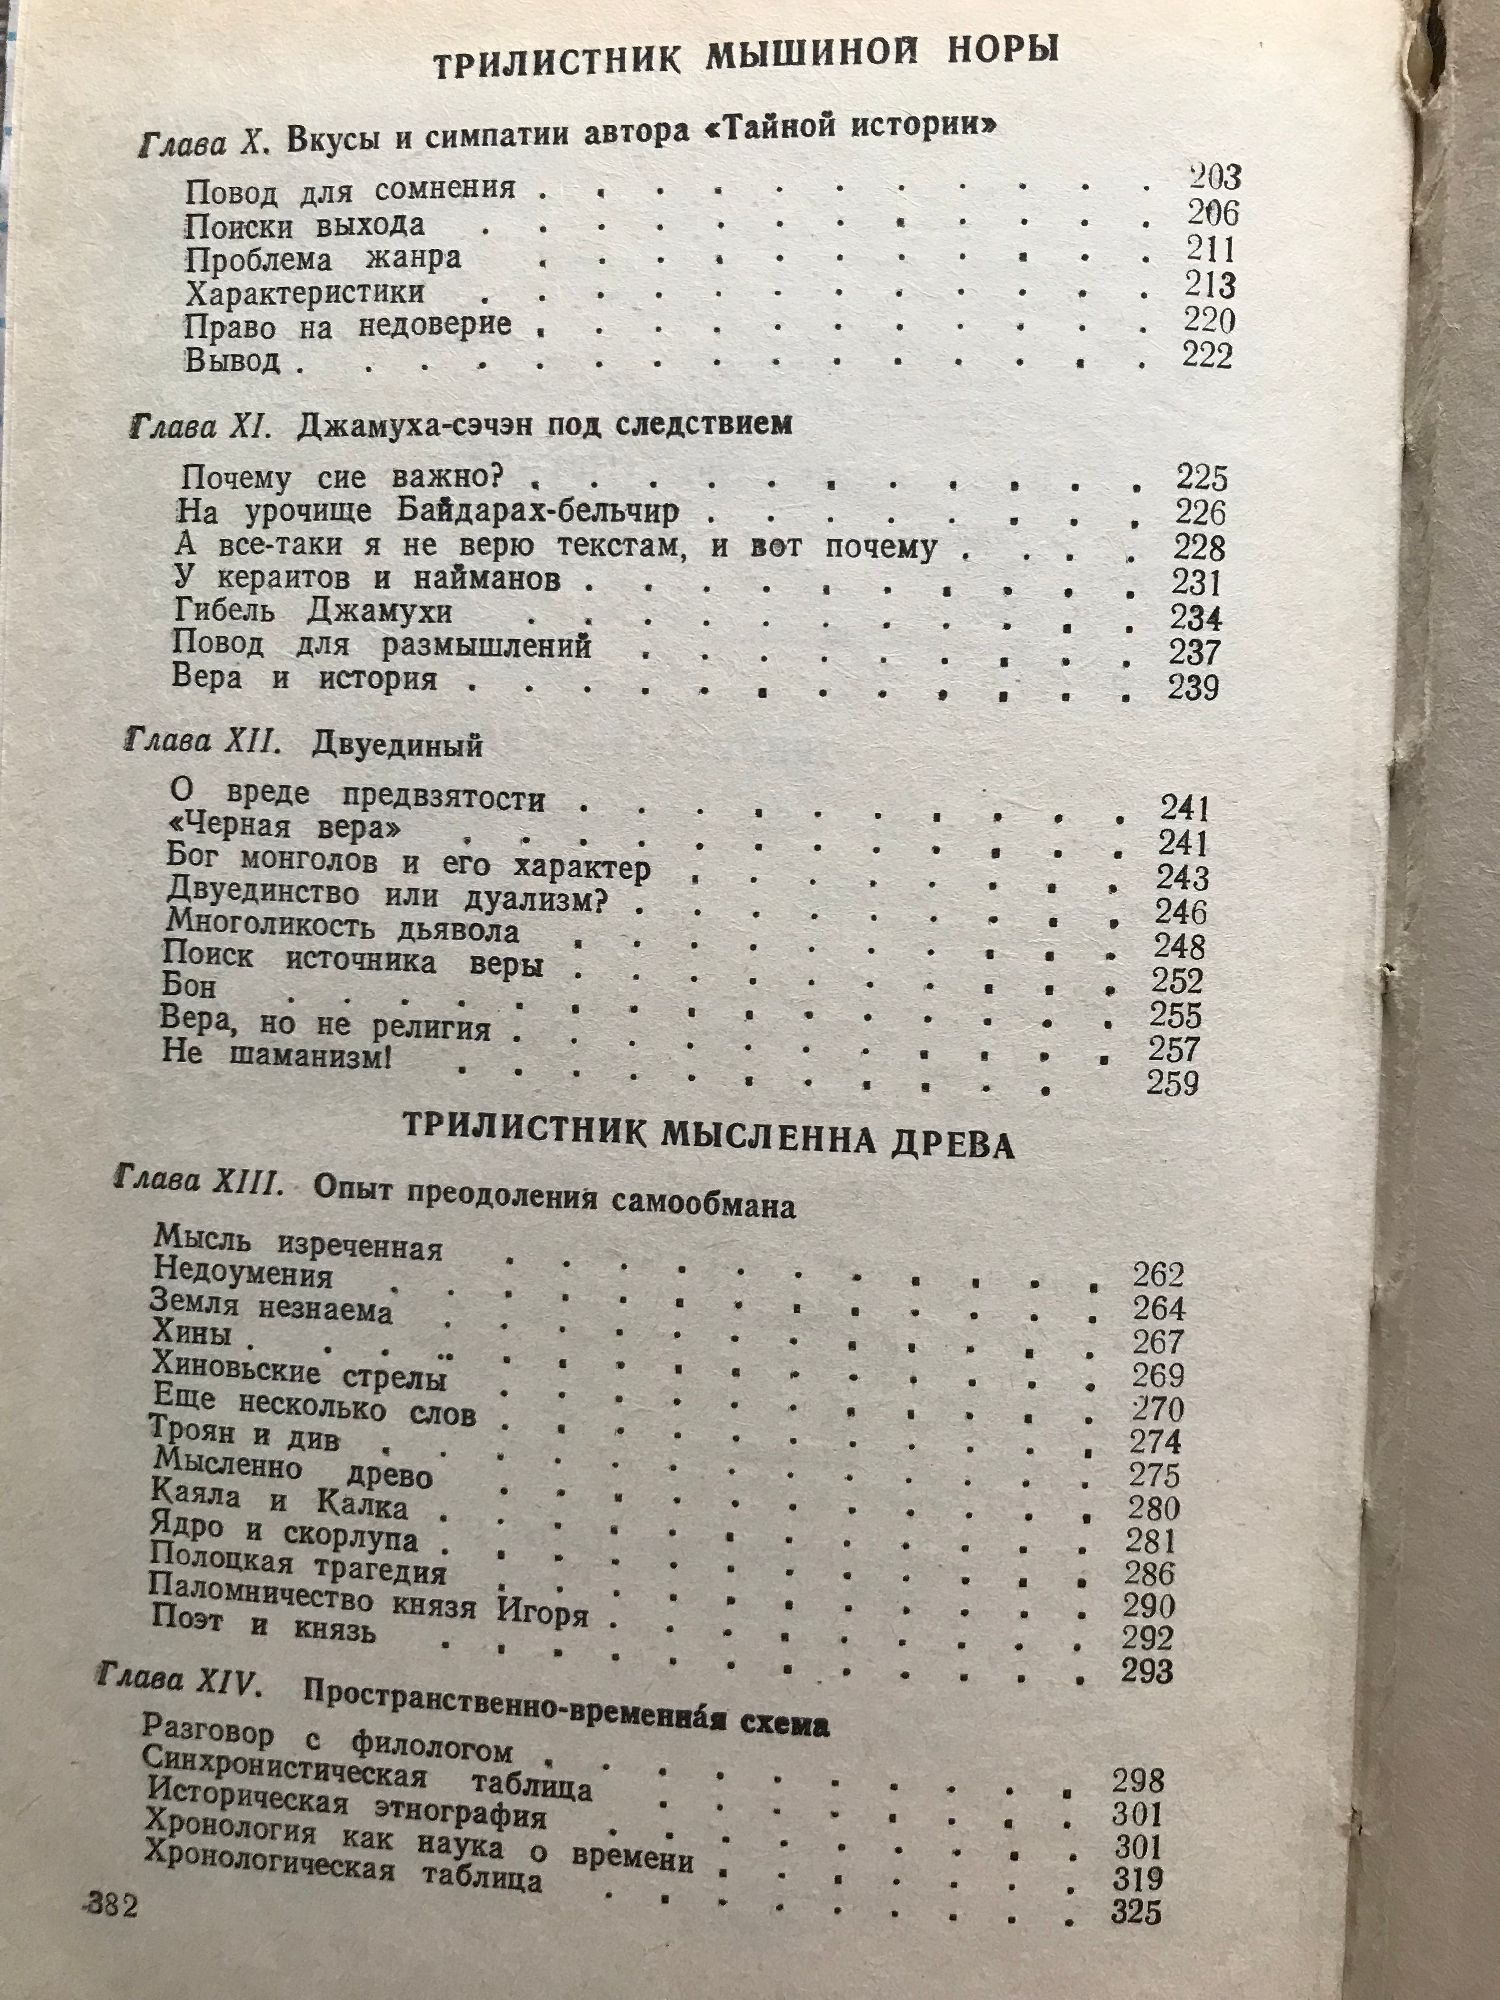 ТРИЛИСТНИК МЫШИНОЙ НОРЫ
Глава X. Вкусы и симпатии автора «Тайной истории»
Повод для сомнения . . . . . . . . . . . 203
Поиски выхода . . . . . . . . . . . . 206
Проблема жанра . . . . . . . . . . . 211
Характеристики . . . . . . . . . . . . 213
Право на недоверие . . . . . . . . . . . 220
Вывод . . . . . . . . . . . . . . . 222
Глава XI. Джамуха-сэчэн под следствием
Почему сие важно? . . . . . . . . . . . 225
На урочище Байдарах-бельчир . . . . . . . . 226
А все-таки я не верю текстам, и вот почему . . . . 228
У кераитов и найманов . . . . . . . . . . 231
Гибель Джамухи . . . . . . . . . . . 234
Повод для размышлений . . . . . . . . . 237
Вера и история . . . . . . . . . . . . 239
Глава XII. Двуединый
О вреде предвзятости . . . . . . . . . . 241
«Черная вера» . . . . . . . . . . . . 241
Бог монголов и его характер . . . . . . . . 243
Двуединство или дуализм? . . . . . . . . . 246
Многоликость дьявола . . . . . . . . . . 248
Поиск источника веры . . . . . . . . . . 252
Бон . . . . . . . . . . . . . . . 255
Вера, но не религия . . . . . . . . . . . 257
Не шаманизм! . . . . . . . . . . . 259
ТРИЛИСТНИК МЫСЛЕННА ДРЕВА
Глава XIII. Опыт преодоления самообмана
Мысль изреченная . . . . . . . . . . . 262
Недоумения . . . . . . . . . . . . . 264
Земля незнаема . . . . . . . . . . . . 267
Хины . . . . . . . . . . . . . . . 269
Хиновьские стрелы . . . . . . . . . . . 270
Еще несколько слов . . . . . . . . . . . 274
Троян и див . . . . . . . . . . . . . 275
Мысленно древо . . . . . . . . . . . 280
Каяла и Калка . . . . . . . . . . . . 281
Ядро и скорлупа . . . . . . . . . . . . 286
Полоцкая трагедия . . . . . . . . . . . 290
Паломничество князя Игоря . . . . . . . . . 292
Поэт и князь . . . . . . . . . . . . 293
Глава XIV. Пространственно-временна́я схема
Разговор с филологом . . . . . . . . . . 298
Синхронистическая таблица . . . . . . . . 301
Историческая этнография . . . . . . . . . 301
Хронология как наука о времени . . . . . . . 319
Хронологическая таблица . . . . . . . . . 325
382